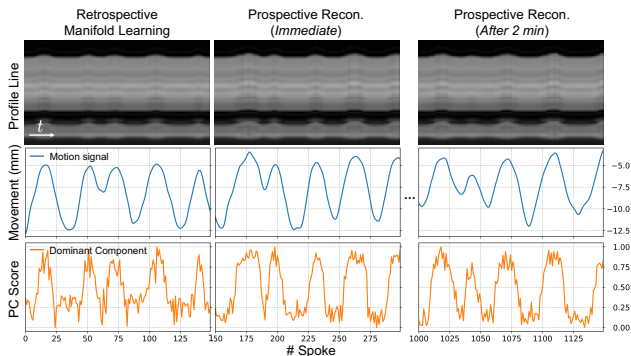 Retrospective
Manifold Learning
Prospective Recon.
(Immediate)
Prospective Recon.
(After 2 min)
Profile Line
t
Movement (mm)
Motion signal
...
−5.0
−7.5
−10.0
−12.5
PC Score
Dominant Component
1.00
0.75
0.50
0.25
0.00
0 25 50 75 100 125 150 175 200 225 250 275 1000 1025 1050 1075 1100 1125
# Spoke